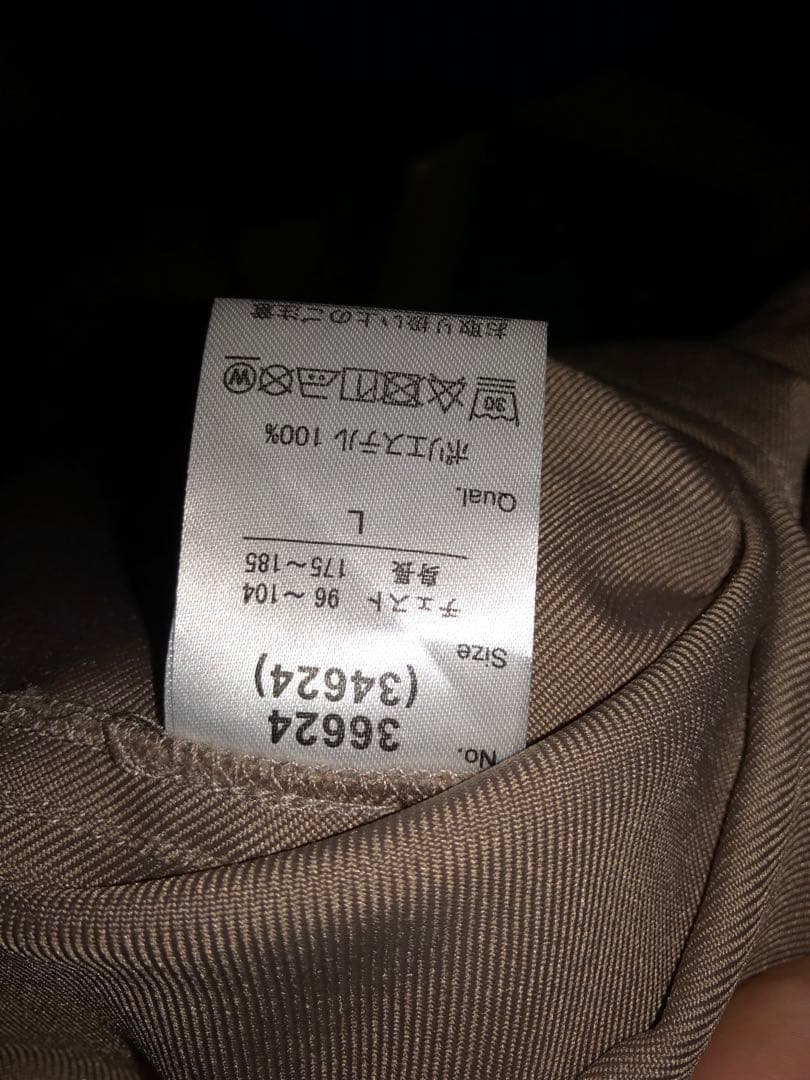 No. 36624
(34624)
Size
チェスト 96～104
身長 175～185
L
Qual.
ポリエステル 100%
30 W
お取り扱い上のご注意